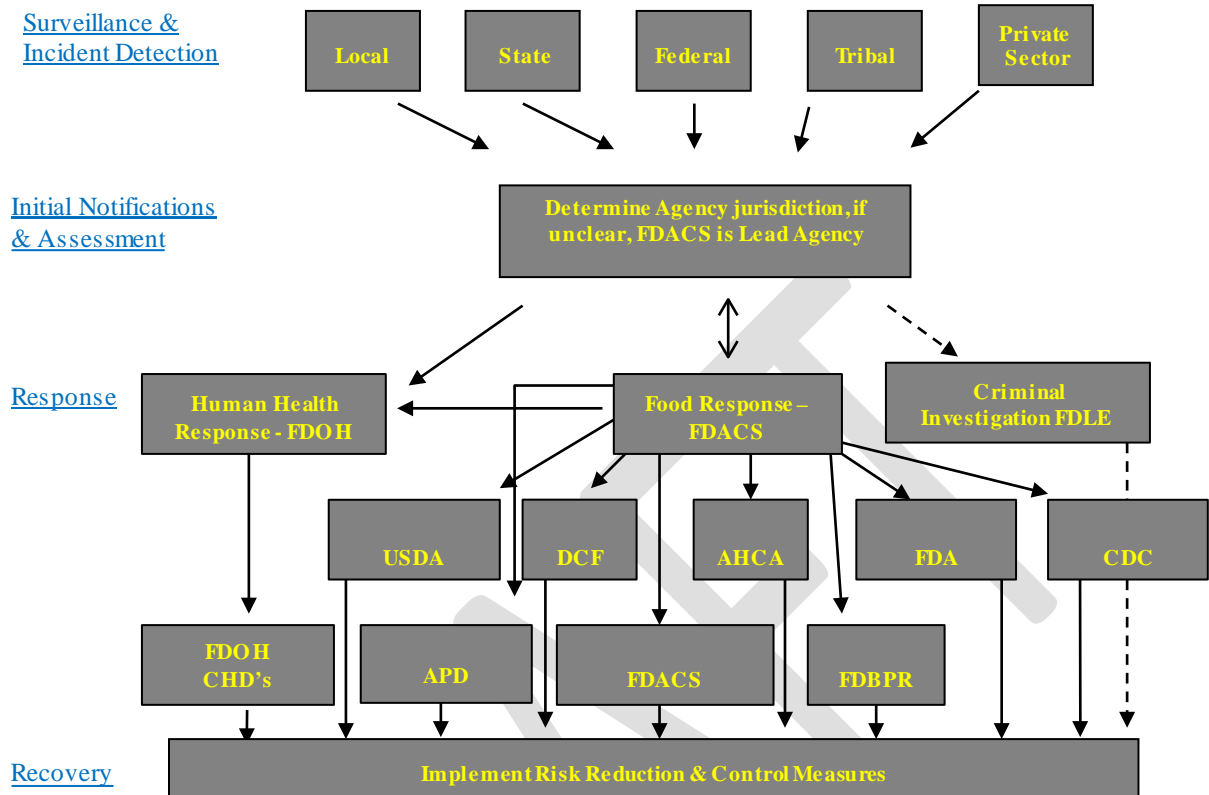 Surveillance &
Incident Detection
Local
State
Federal
Tribal
Private
Sector
Initial Notifications
& Assessment
Determine Agency jurisdiction, if
unclear, FDACS is Lead Agency
Response
Human Health
Response - FDOH
Food Response –
FDACS
Criminal
Investigation FDLE
USDA
DCF
AHCA
FDA
CDC
FDOH
CHD's
APD
FDACS
FDBPR
Recovery
Implement Risk Reduction & Control Measures